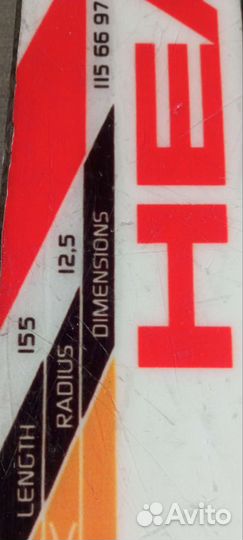 LENGTH 155
RADIUS 12,5
DIMENSIONS 115 66 97
HE
Avito